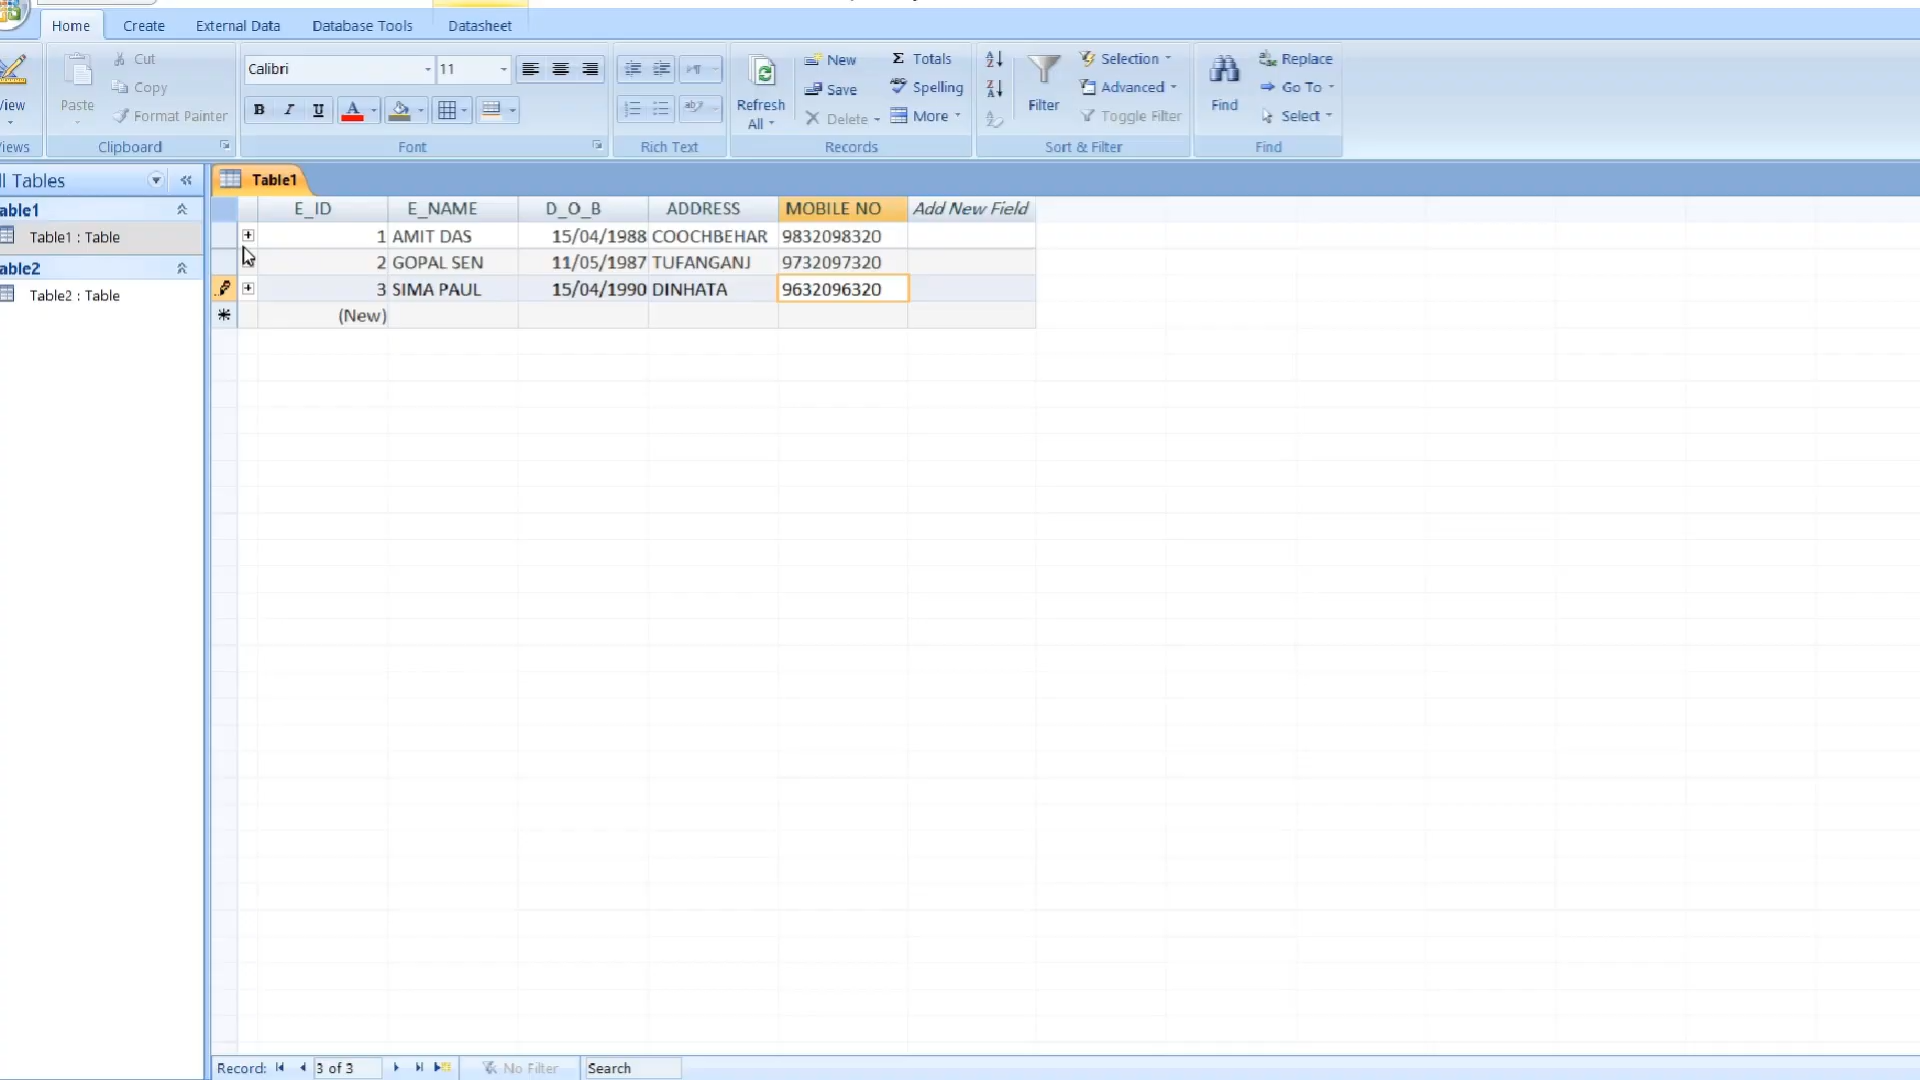 Home Create External Data Database Tools Datasheet
Cut
Copy
Format Painter
Paste
Clipboard
Calibri 11
B I U A
Font
Rich Text
Refresh
All
New
Save
Delete
Totals
Spelling
More
Records
Filter
Selection
Advanced
Toggle Filter
Sort & Filter
Find
Replace
Go To
Select
Find
View
iews
ll Tables
able1
Table1 : Table
able2
Table2 : Table
Table1
E_ID E_NAME D_O_B ADDRESS MOBILE NO Add New Field
1 AMIT DAS 15/04/1988 COOCHBEHAR 9832098320
2 GOPAL SEN 11/05/1987 TUFANGANJ 9732097320
3 SIMA PAUL 15/04/1990 DINHATA 9632096320
(New)
Record: 3 of 3 No Filter Search